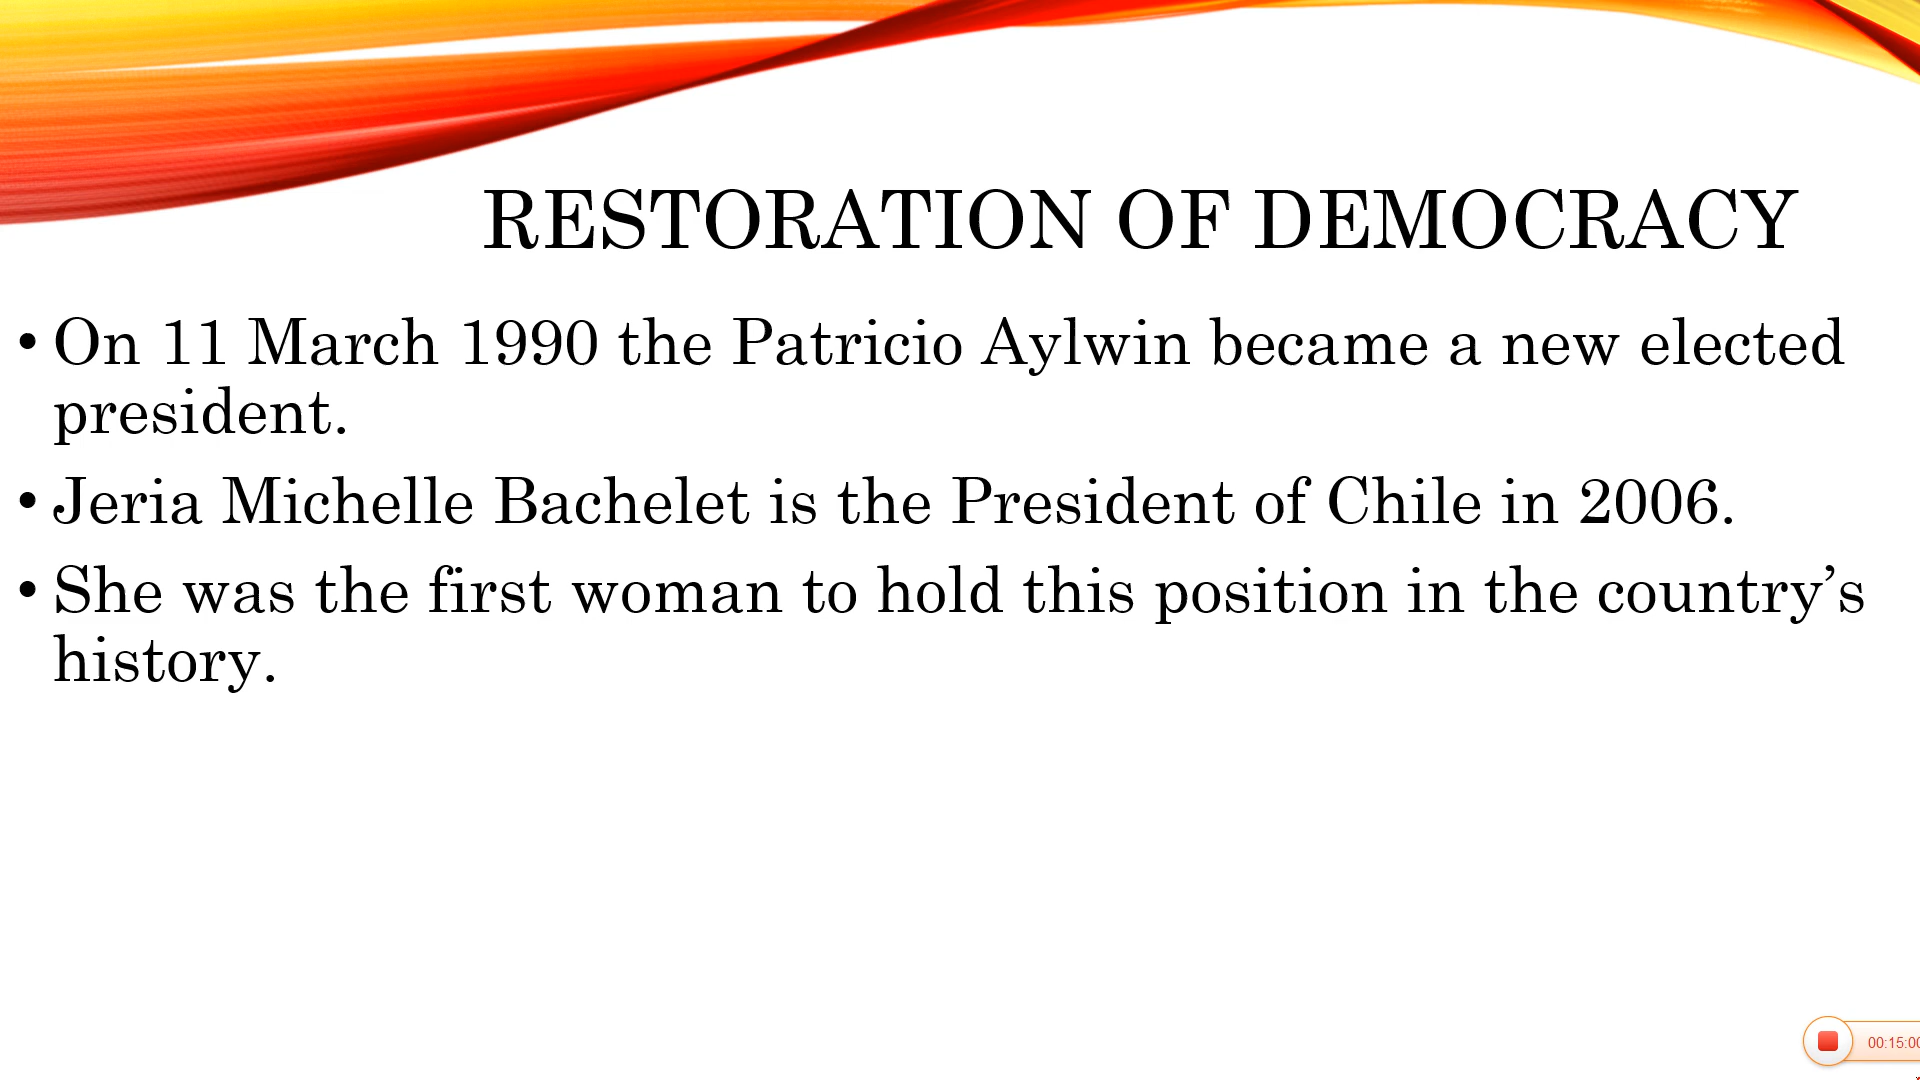 RESTORATION OF DEMOCRACY
• On 11 March 1990 the Patricio Aylwin became a new elected
president.
• Jeria Michelle Bachelet is the President of Chile in 2006.
• She was the first woman to hold this position in the country’s
history.
00:15:00